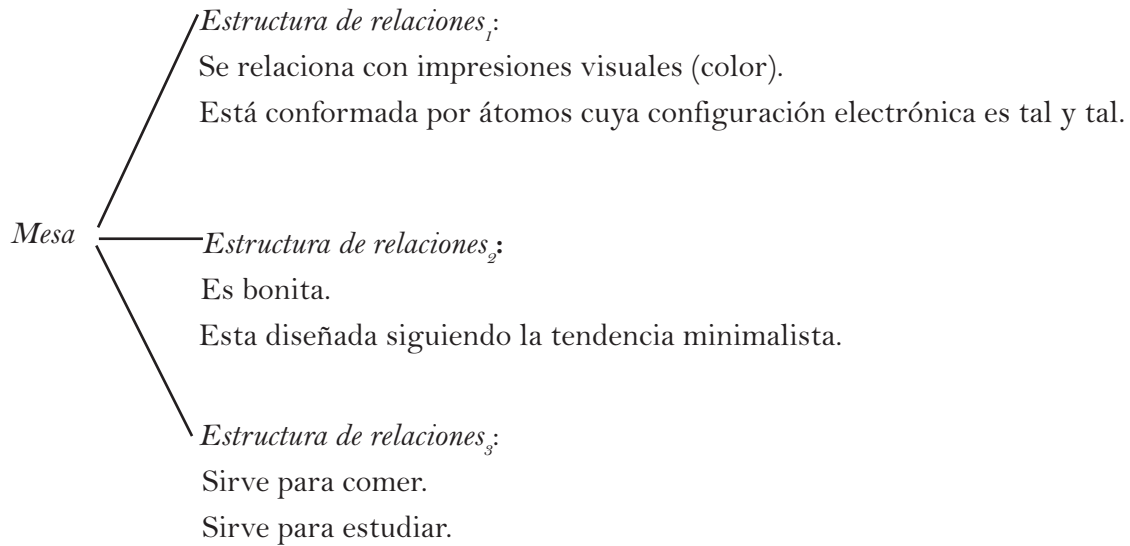 Estructura de relaciones₁:
Se relaciona con impresiones visuales (color).
Está conformada por átomos cuya configuración electrónica es tal y tal.
Mesa
Estructura de relaciones₂:
Es bonita.
Esta diseñada siguiendo la tendencia minimalista.
Estructura de relaciones₃:
Sirve para comer.
Sirve para estudiar.